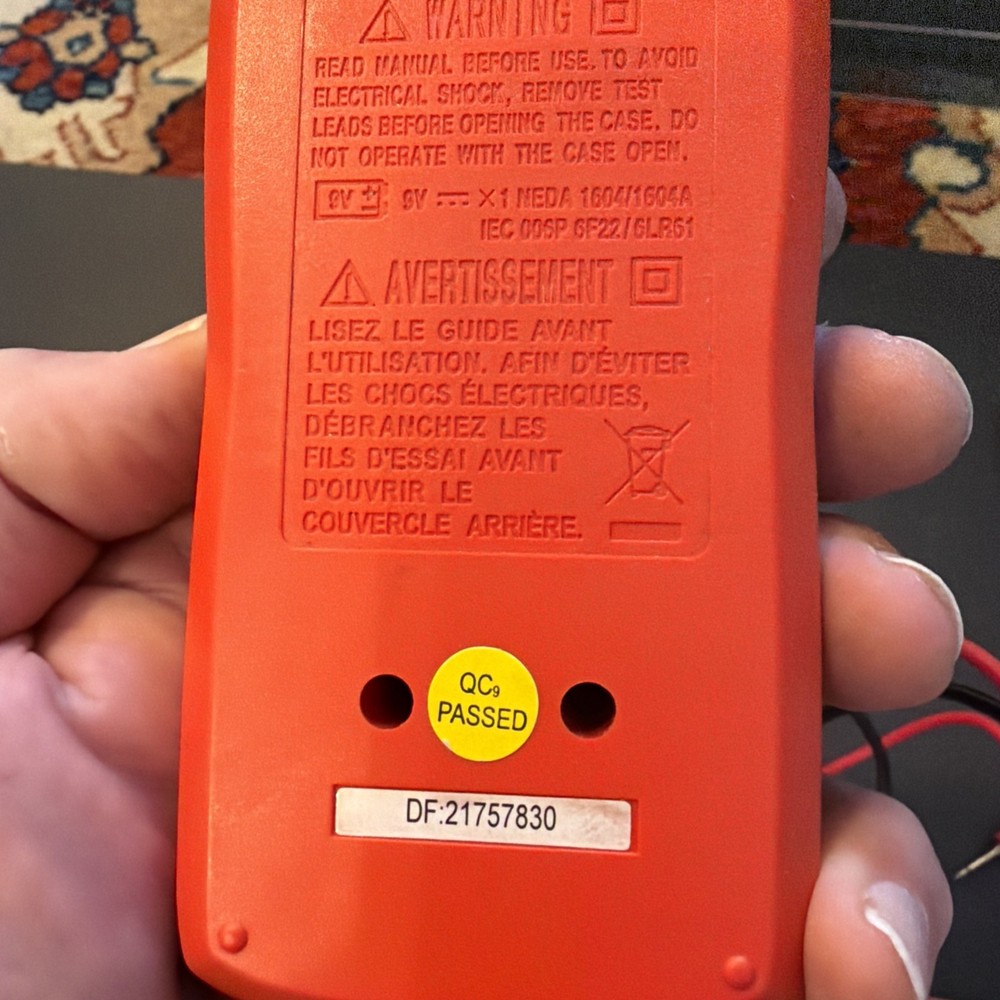 WARNING
READ MANUAL BEFORE USE. TO AVOID
ELECTRICAL SHOCK, REMOVE TEST
LEADS BEFORE OPENING THE CASE. DO
NOT OPERATE WITH THE CASE OPEN.
9V 9V ⎓ ×1 NEDA 1604/1604A
IEC 006P 6F22/6LR61
AVERTISSEMENT
LISEZ LE GUIDE AVANT
L'UTILISATION. AFIN D'ÉVITER
LES CHOCS ÉLECTRIQUES,
DÉBRANCHEZ LES
FILS D'ESSAI AVANT
D'OUVRIR LE
COUVERCLE ARRIÈRE.
QC9
PASSED
DF:21757830